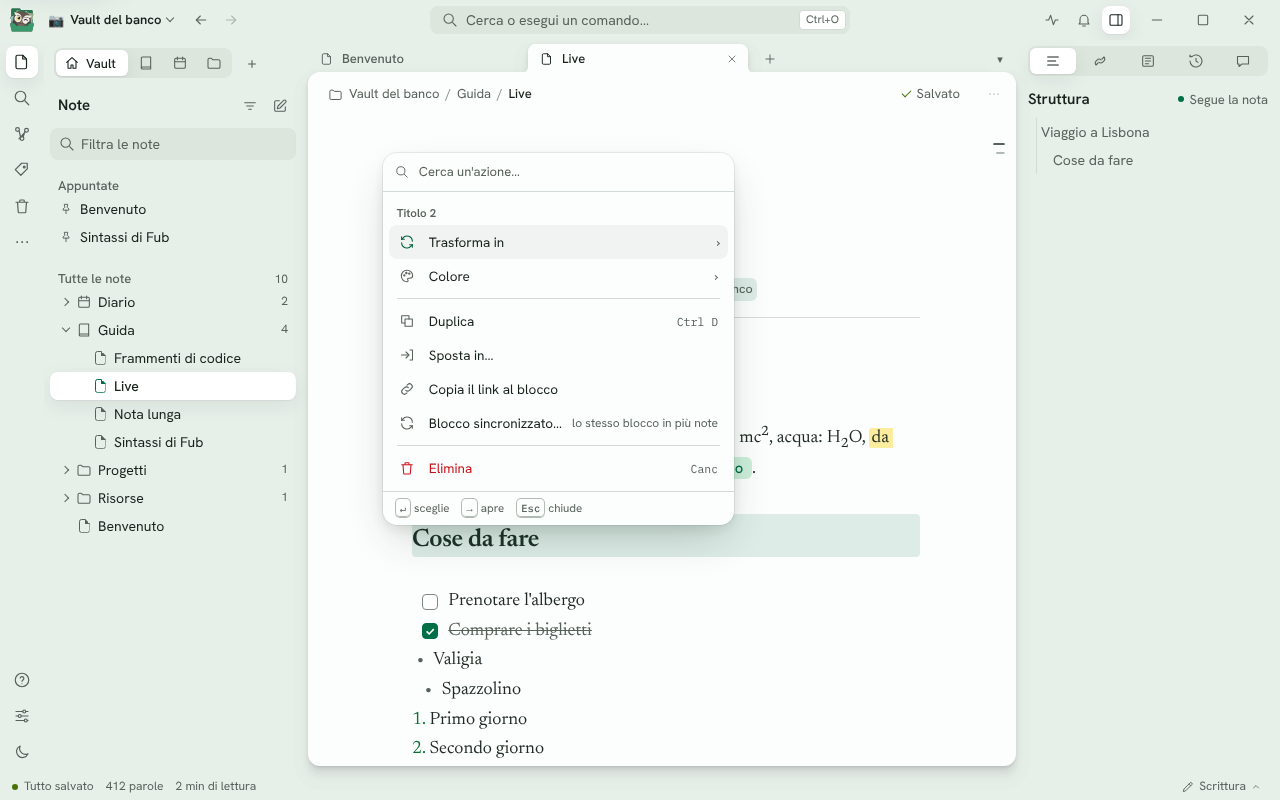 Vault del banco
Cerca o esegui un comando…
Ctrl+O
Vault
Note
Filtra le note
Appuntate
Benvenuto
Sintassi di Fub
Tutte le note 10
Diario 2
Guida 4
Frammenti di codice
Live
Nota lunga
Sintassi di Fub
Progetti 1
Risorse 1
Benvenuto
Tutto salvato 412 parole 2 min di lettura
Benvenuto
Live
Vault del banco / Guida / Live
Salvato
Cerca un'azione…
Titolo 2
Trasforma in
Colore
Duplica Ctrl D
Sposta in…
Copia il link al blocco
Blocco sincronizzato… lo stesso blocco in più note
Elimina Canc
↵ sceglie → apre Esc chiude
nco
mc², acqua: H₂O, da
o .
Cose da fare
Prenotare l'albergo
Comprare i biglietti
• Valigia
• Spazzolino
1. Primo giorno
2. Secondo giorno
Struttura
Segue la nota
Viaggio a Lisbona
Cose da fare
Scrittura